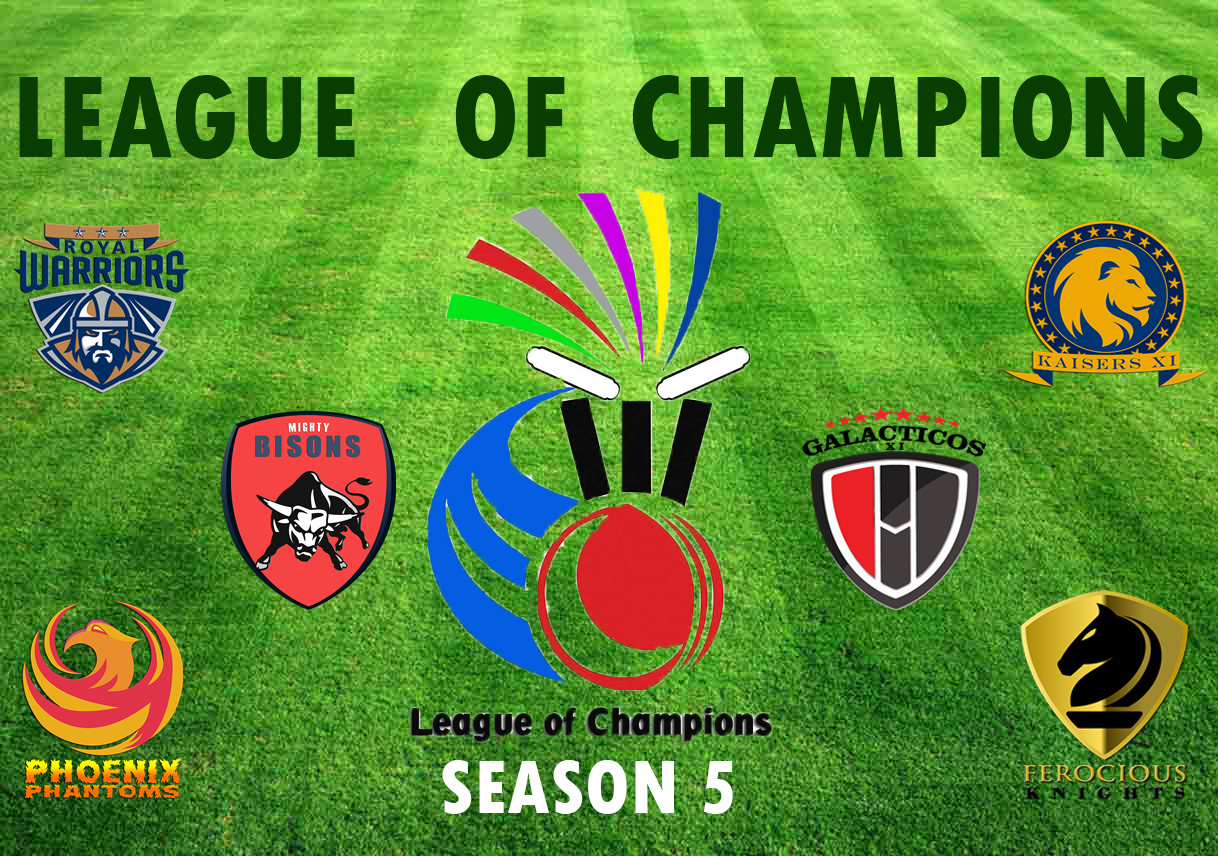 LEAGUE OF CHAMPIONS
ROYAL
WARRIORS
KAISERS XI
MIGHTY
BISONS
GALACTICOS
XI
PHOENIX
PHANTOMS
FEROCIOUS
KNIGHTS
League of Champions
SEASON 5